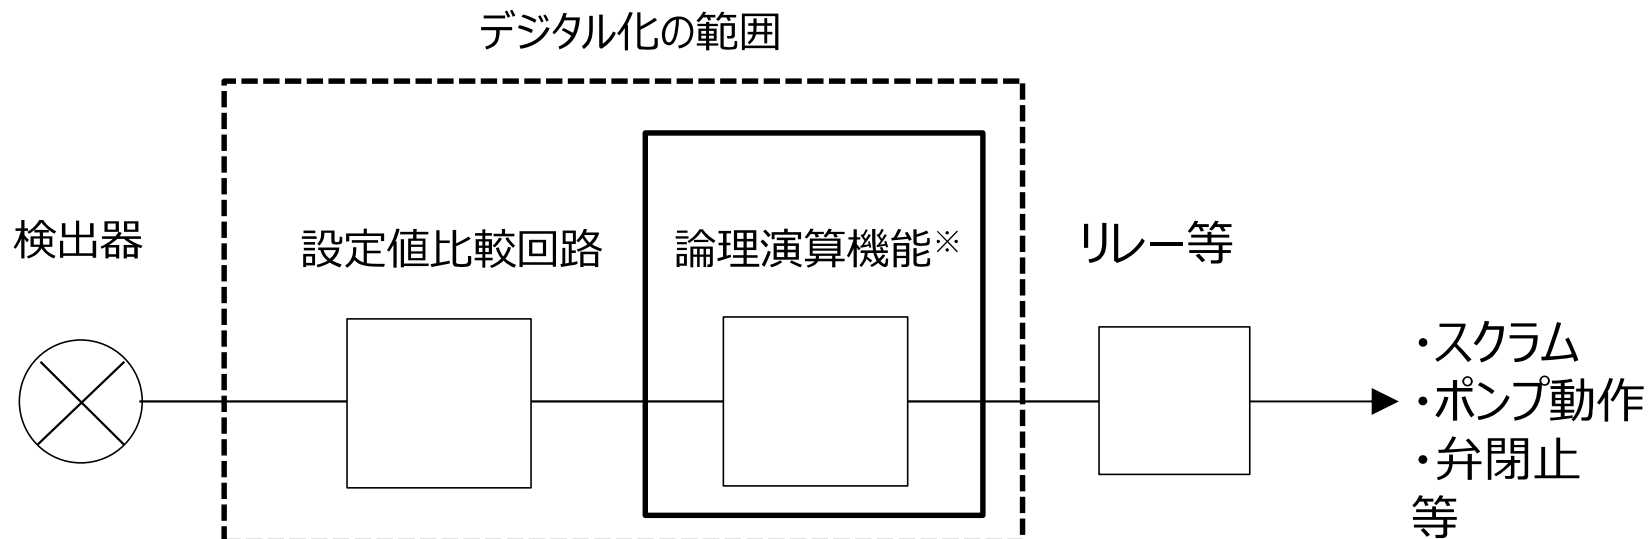 デジタル化の範囲
検出器
設定値比較回路
論理演算機能※
リレー等
・スクラム
・ポンプ動作
・弁閉止
等